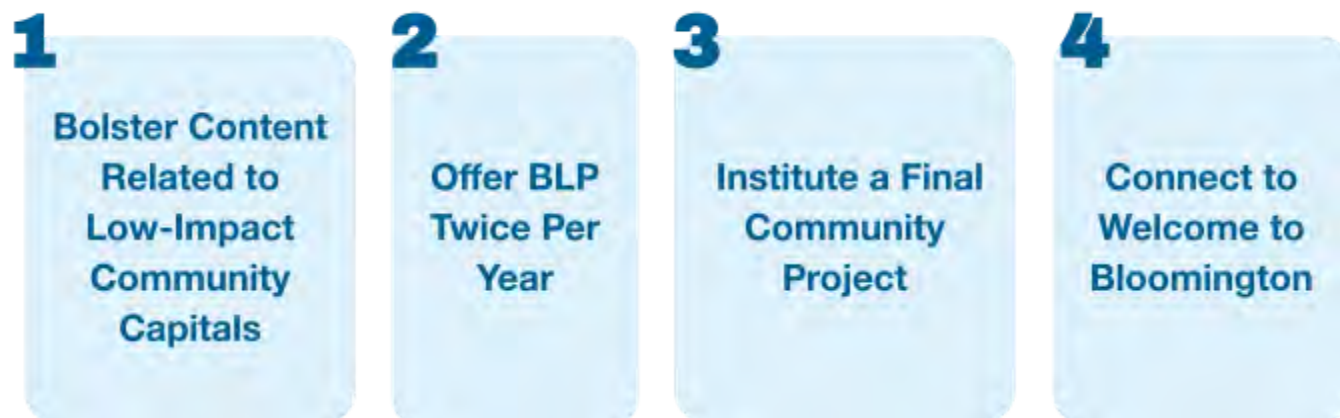 1
Bolster Content
Related to
Low-Impact
Community
Capitals
2
Offer BLP
Twice Per
Year
3
Institute a Final
Community
Project
4
Connect to
Welcome to
Bloomington